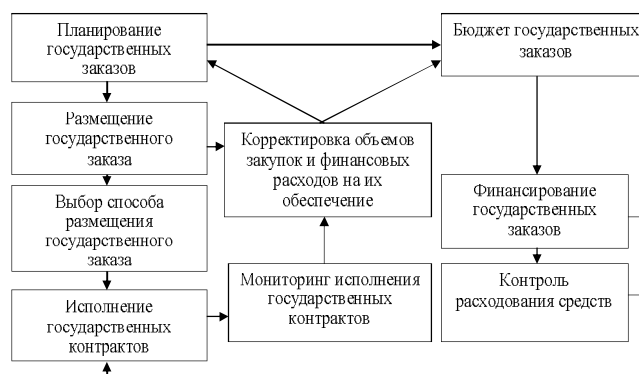 Планирование
государственных
заказов
Бюджет государственных
заказов
Размещение
государственного
заказа
Корректировка объемов
закупок и финансовых
расходов на их
обеспечение
Выбор способа
размещения
государственного
заказа
Финансирование
государственных
заказов
Исполнение
государственных
контрактов
Мониторинг исполнения
государственных
контрактов
Контроль
расходования средств